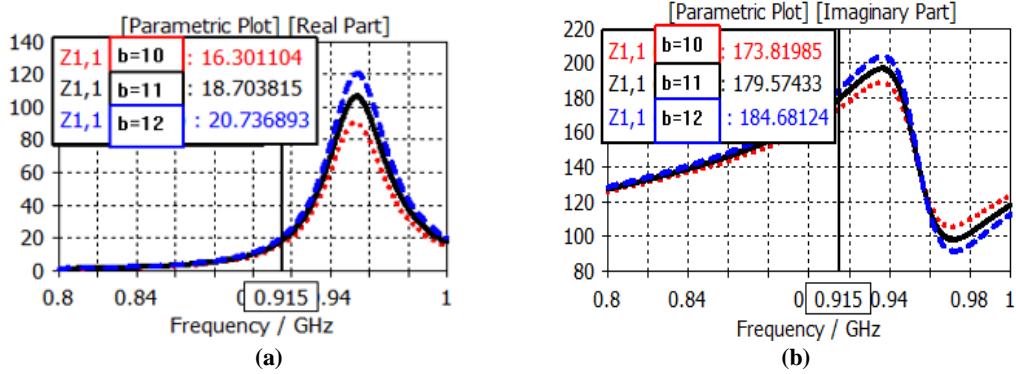 [Parametric Plot] [Real Part]
140
120
100
80
60
40
20
0
Z1,1 b=10 : 16.301104
Z1,1 b=11 : 18.703815
Z1,1 b=12 : 20.736893
0.8 0.84 0.915 0.94 1
Frequency / GHz
(a)
[Parametric Plot] [Imaginary Part]
220
200
180
160
140
120
100
80
Z1,1 b=10 : 173.81985
Z1,1 b=11 : 179.57433
Z1,1 b=12 : 184.68124
0.8 0.84 0.915 0.94 0.98 1
Frequency / GHz
(b)